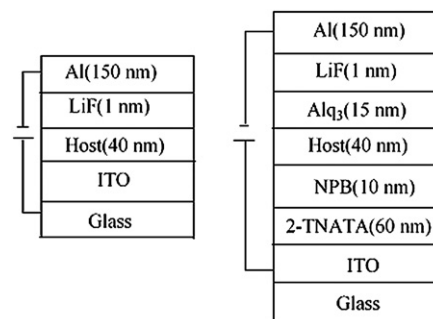 Al(150 nm)
LiF(1 nm)
Host(40 nm)
ITO
Glass
Al(150 nm)
LiF(1 nm)
Alq₃(15 nm)
Host(40 nm)
NPB(10 nm)
2-TNATA(60 nm)
ITO
Glass